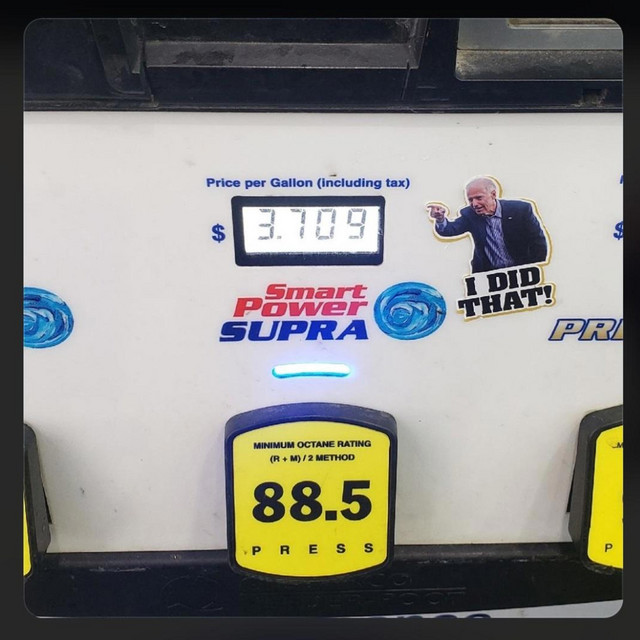 Price per Gallon (including tax)
$ 3.709
$
I DID
THAT!
Smart
Power
SUPRA
PRE
MINIMUM OCTANE RATING
(R + M) / 2 METHOD
88.5
PRESS
M
P